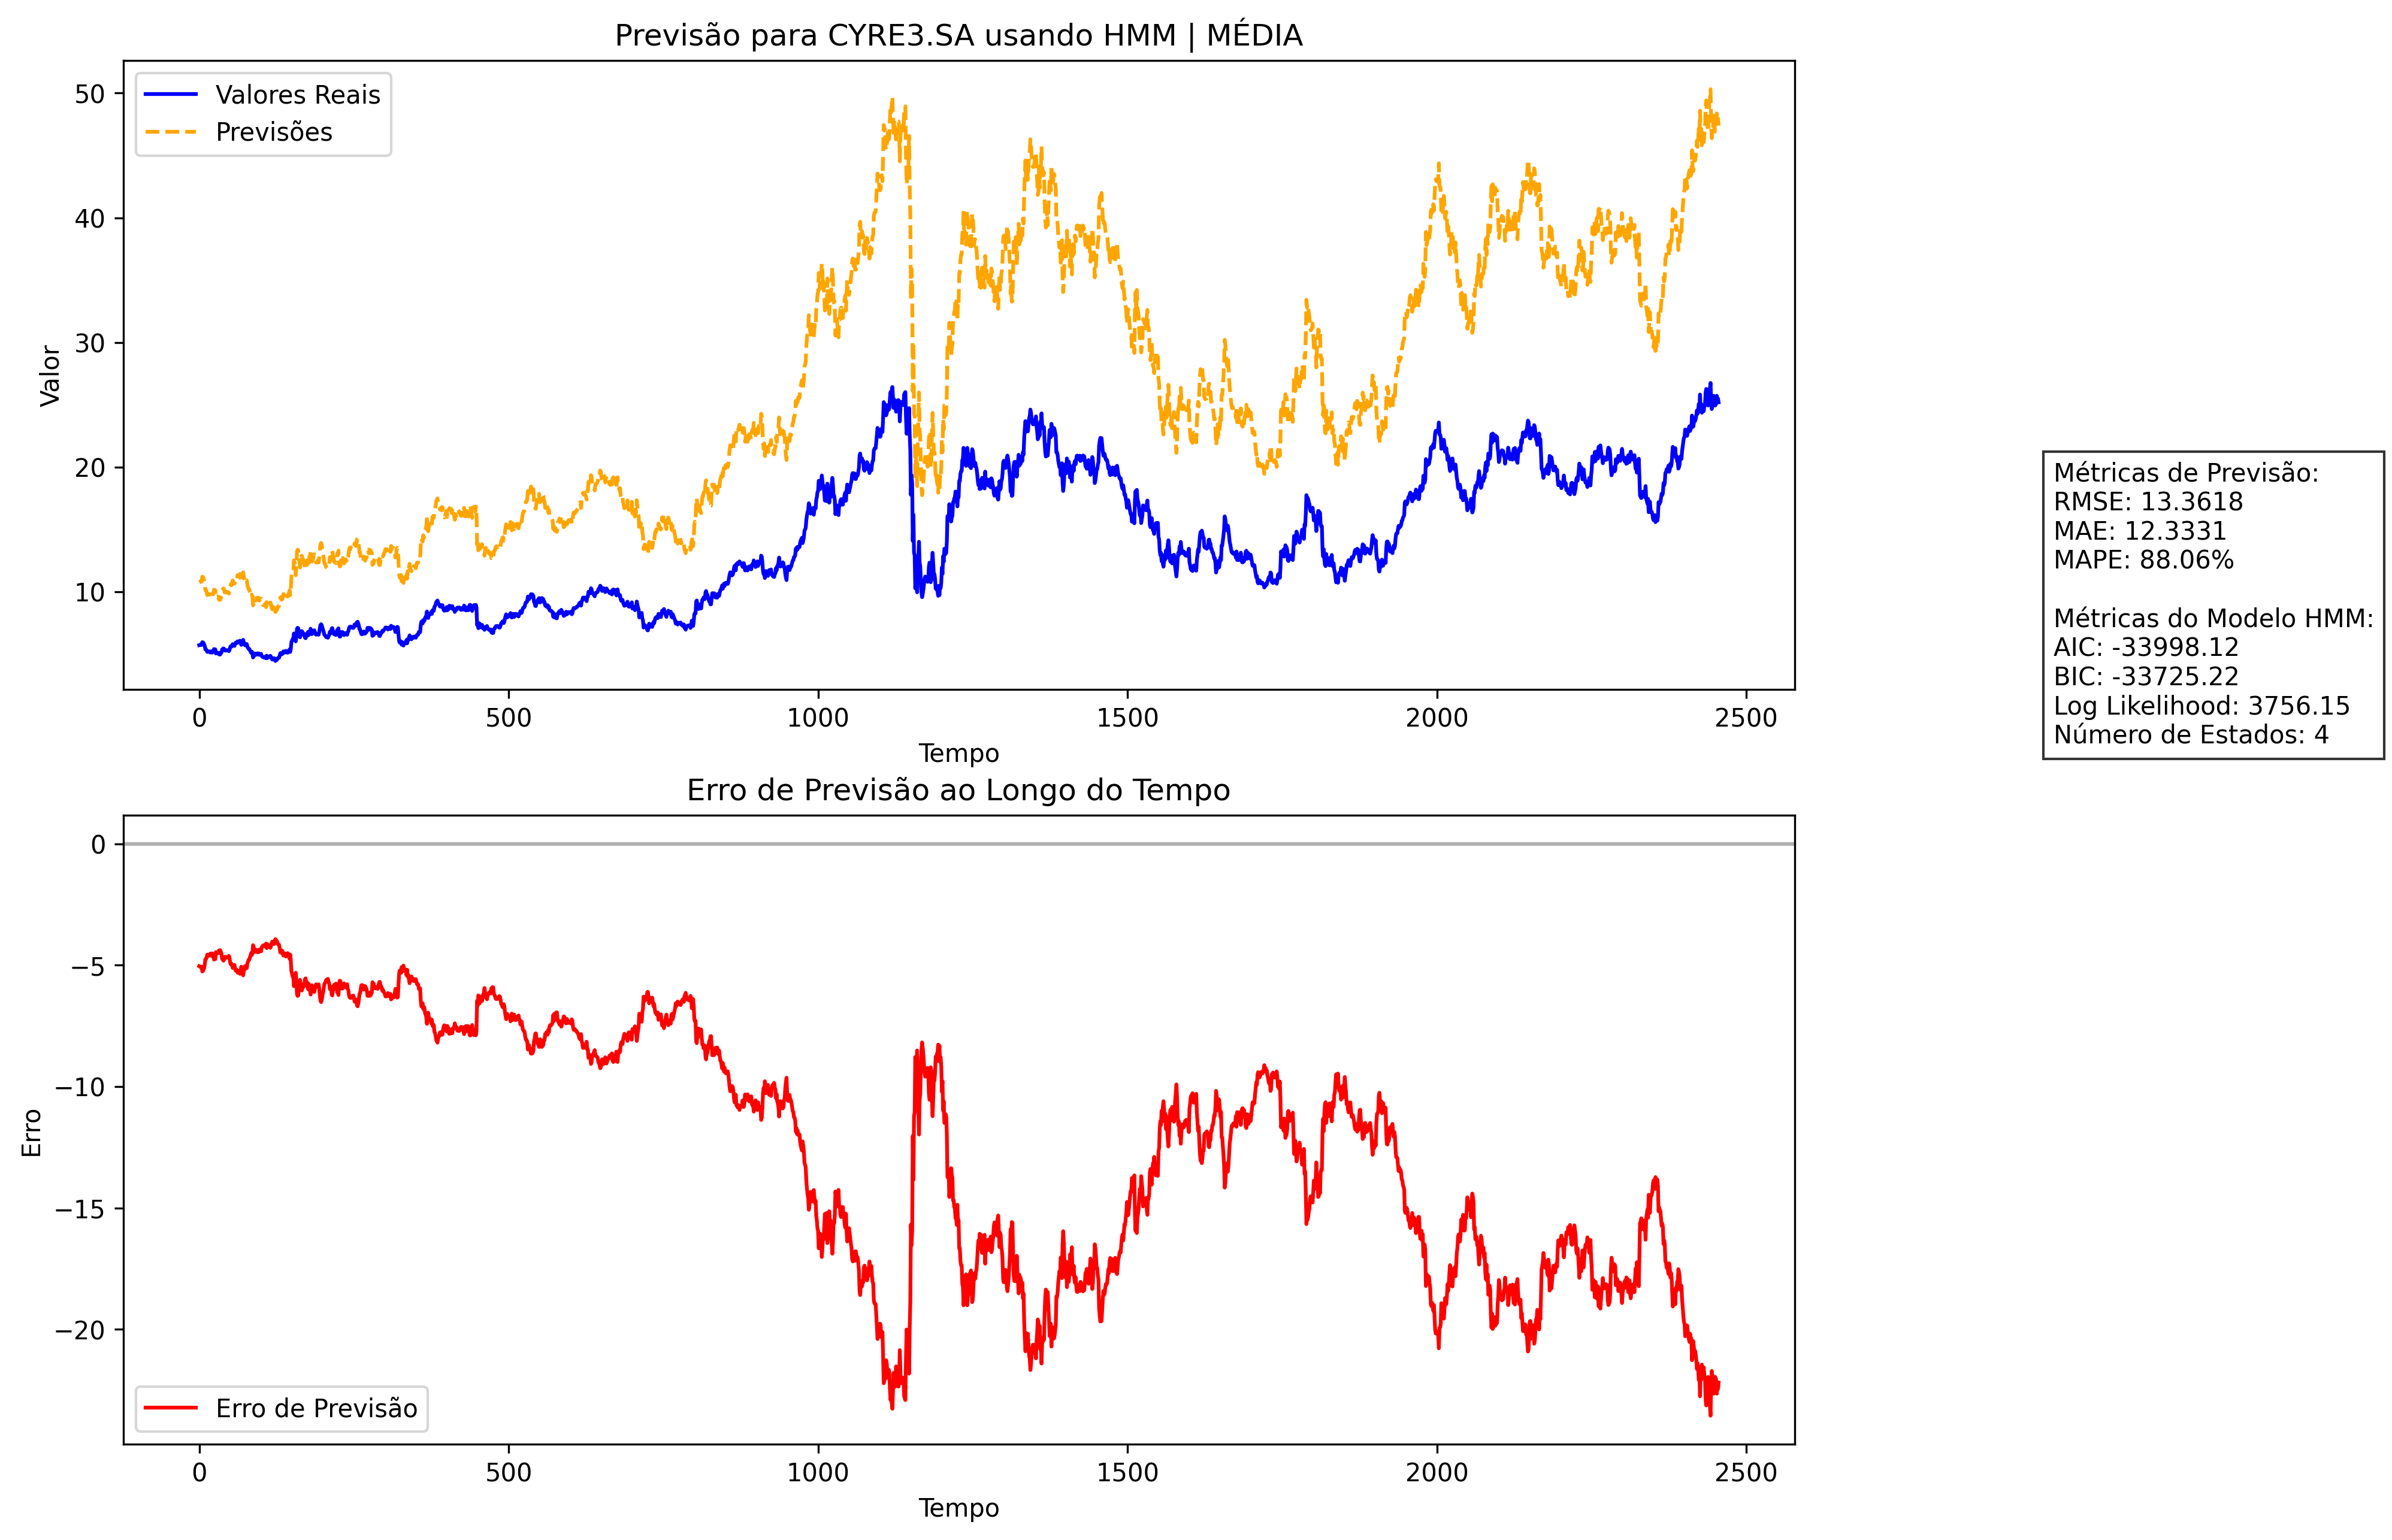 Previsão para CYRE3.SA usando HMM | MÉDIA
Valores Reais
Previsões
Valor
50
40
30
20
10
0 500 1000 1500 2000 2500
Tempo
Métricas de Previsão:
RMSE: 13.3618
MAE: 12.3331
MAPE: 88.06%
Métricas do Modelo HMM:
AIC: -33998.12
BIC: -33725.22
Log Likelihood: 3756.15
Número de Estados: 4
Erro de Previsão ao Longo do Tempo
Erro
0
−5
−10
−15
−20
Erro de Previsão
0 500 1000 1500 2000 2500
Tempo